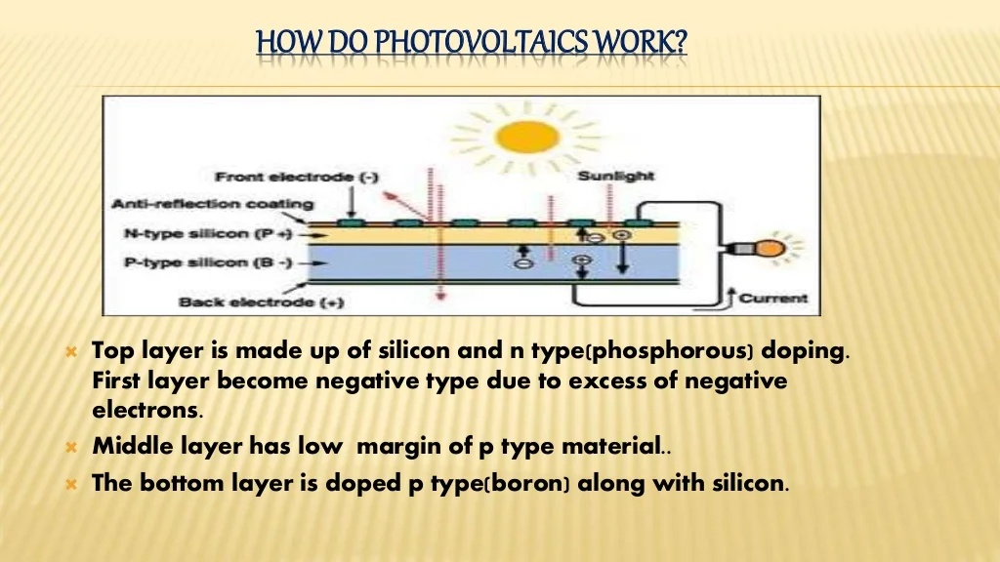 HOW DO PHOTOVOLTAICS WORK?
Front electrode (-)
Sunlight
Anti-reflection coating
N-type silicon (P+)
P-type silicon (B -)
Back electrode (+)
Current
Top layer is made up of silicon and n type(phosphorous) doping.
First layer become negative type due to excess of negative
electrons.
Middle layer has low margin of p type material..
The bottom layer is doped p type(boron) along with silicon.